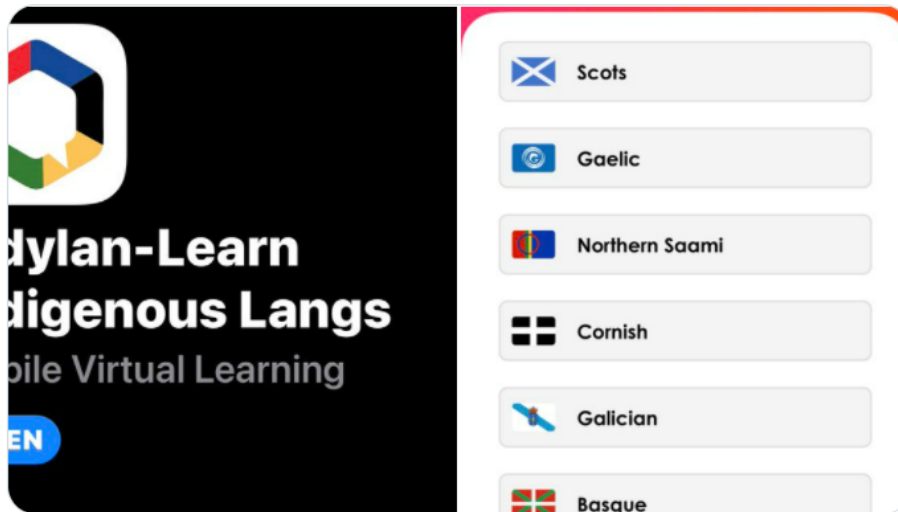 dylan-Learn
digenous Langs
bile Virtual Learning
EN
Scots
Gaelic
Northern Saami
Cornish
Galician
Basque